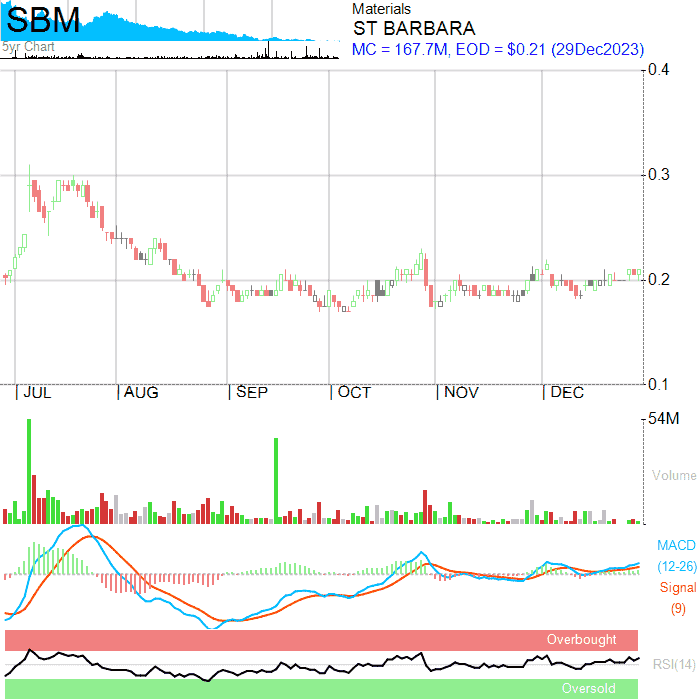 SBM
5yr Chart
Materials
ST BARBARA
MC = 167.7M, EOD = $0.21 (29Dec2023)
0.4
0.3
0.2
0.1
JUL AUG SEP OCT NOV DEC
54M
Volume
MACD
(12-26)
Signal
(9)
Overbought
RSI(14)
Oversold